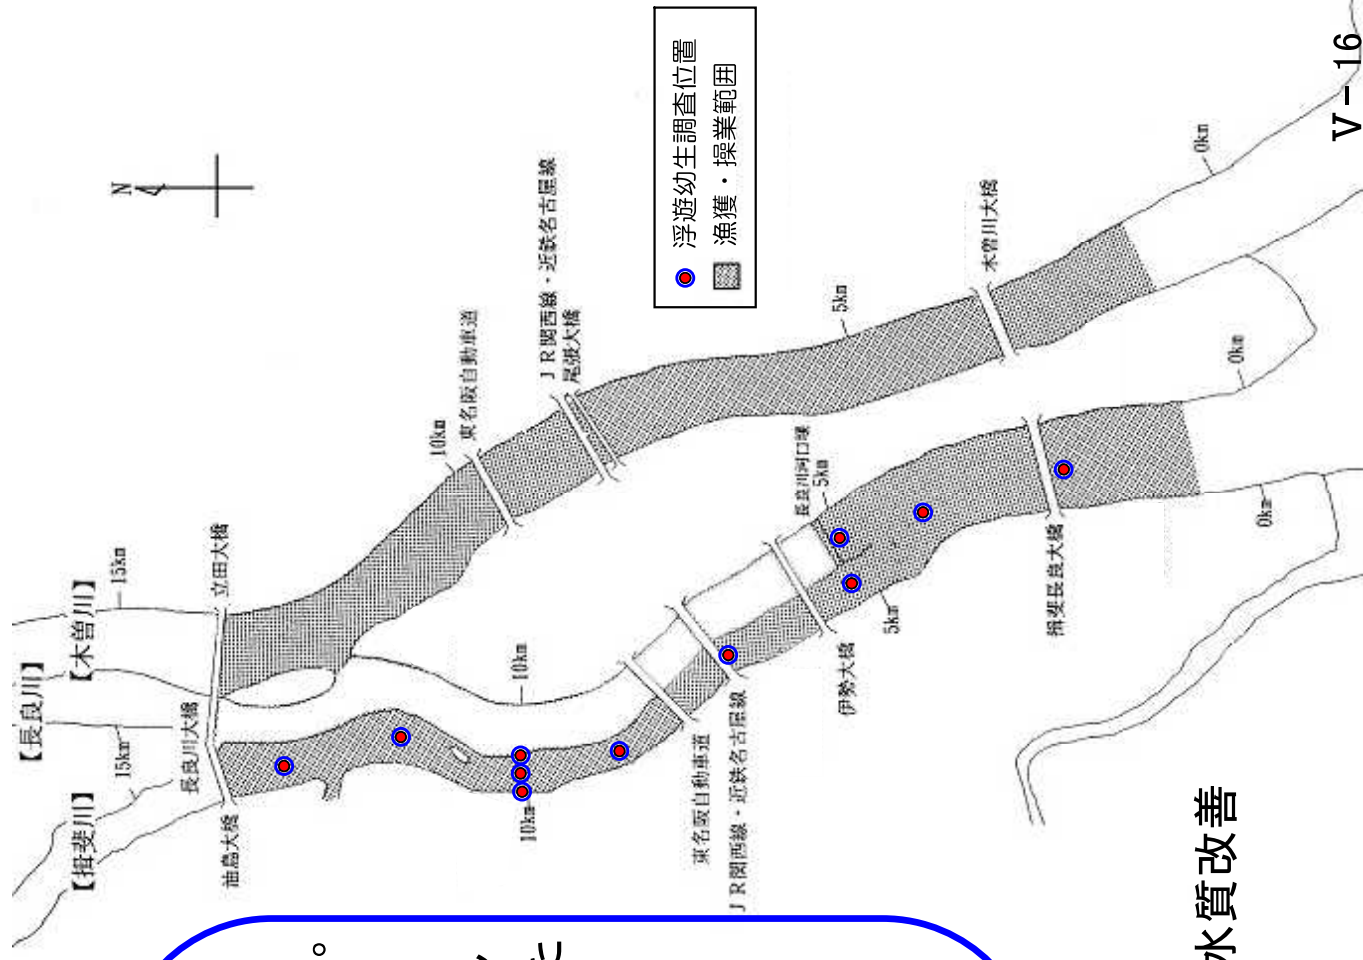 【揖斐川】
【長良川】
【木曽川】
15km
15km
油島大橋
長良川大橋
立田大橋
N
10km
10km
10km
東名阪自動車道
東名阪自動車道
ＪＲ関西線・近鉄名古屋線
ＪＲ関西線・近鉄名古屋線
尾張大橋
浮遊幼生調査位置
漁獲・操業範囲
伊勢大橋
長良川河口堰
5km
5km
5km
揖斐長良大橋
木曽川大橋
0km
0km
0km
水質改善
Ⅴ－16